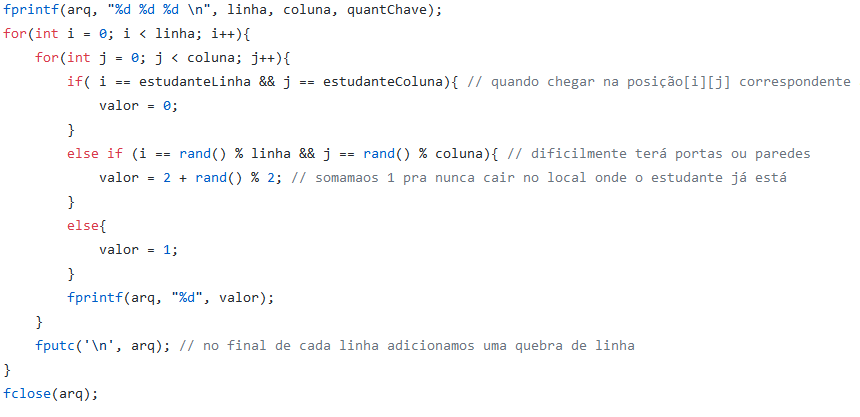 fprintf(arq, "%d %d %d \n", linha, coluna, quantChave);
for(int i = 0; i < linha; i++){
    for(int j = 0; j < coluna; j++){
        if( i == estudanteLinha && j == estudanteColuna){ // quando chegar na posição[i][j] correspondente
            valor = 0;
        }
        else if (i == rand() % linha && j == rand() % coluna){ // dificilmente terá portas ou paredes
            valor = 2 + rand() % 2; // somamaos 1 pra nunca cair no local onde o estudante já está
        }
        else{
            valor = 1;
        }
        fprintf(arq, "%d", valor);
    }
    fputc('\n', arq); // no final de cada linha adicionamos uma quebra de linha
}
fclose(arq);